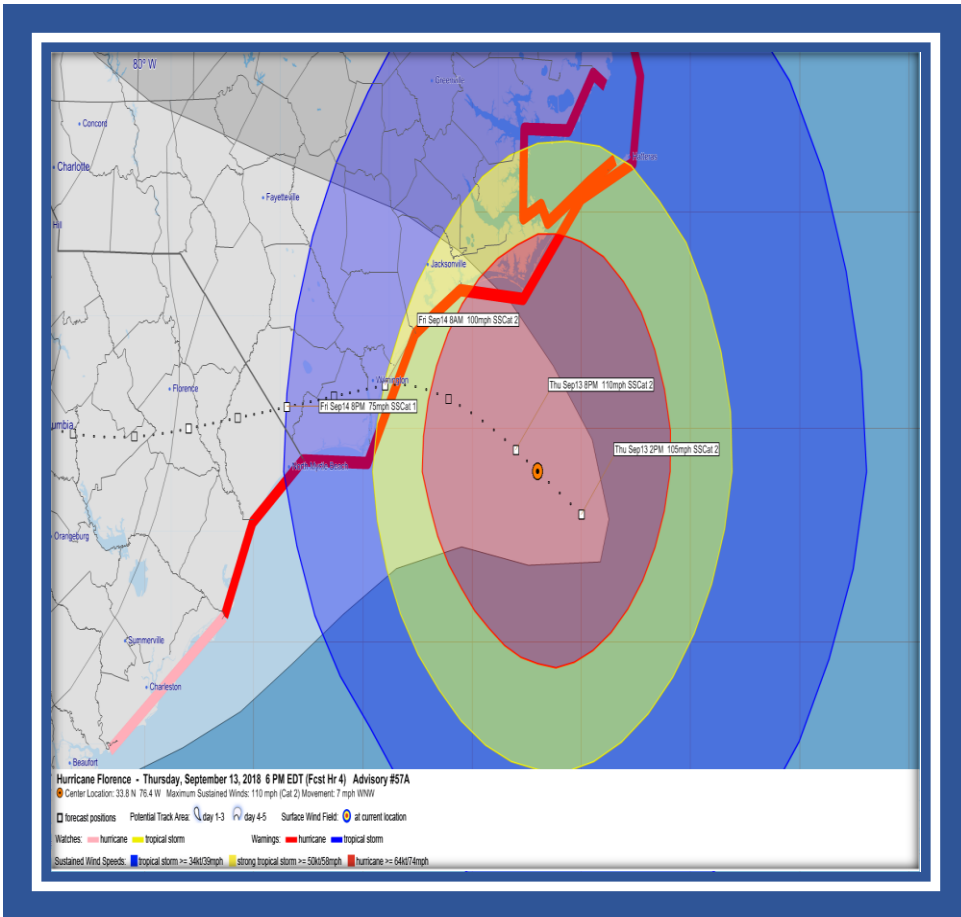 80° W
Greenville
Concord
Charlotte
Fayetteville
Hill
Jacksonville
Fri Sep14 8AM 100mph SSCat 2
Wilmington
Thu Sep13 8PM 110mph SSCat 2
Florence
Fri Sep14 8PM 75mph SSCat 1
umbia
Thu Sep13 2PM 105mph SSCat 2
North Myrtle Beach
Orangeburg
Summerville
Charleston
Beaufort
Hurricane Florence - Thursday, September 13, 2018 6 PM EDT (Fcst Hr 4) Advisory #57A
Center Location: 33.8 N 76.4 W Maximum Sustained Winds: 110 mph (Cat 2) Movement: 7 mph WNW
forecast positions Potential Track Area: day 1-3 day 4-5 Surface Wind Field: at current location
Watches: hurricane tropical storm Warnings: hurricane tropical storm
Sustained Wind Speeds: tropical storm >= 34kt/39mph strong tropical storm >= 50kt/58mph hurricane >= 64kt/74mph